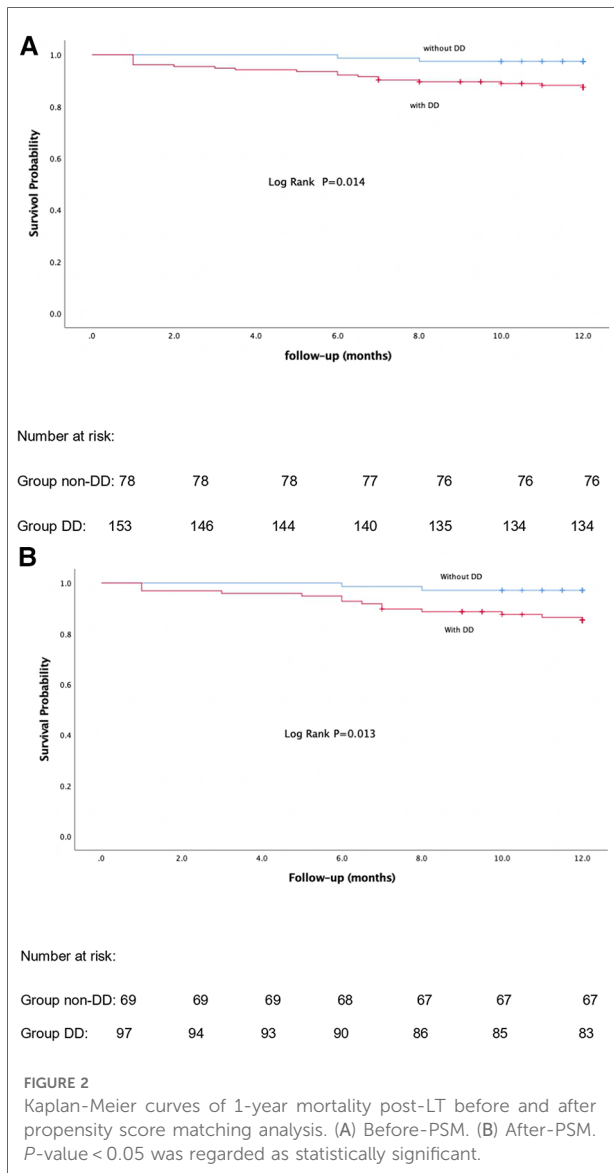 A
1.0
without DD
0.8
with DD
0.6
Log Rank P=0.014
0.4
0.2
0.0
Survivol Probability
.0 2.0 4.0 6.0 8.0 10.0 12.0
follow-up (months)
Number at risk:
Group non-DD: 78 78 78 77 76 76 76
Group DD: 153 146 144 140 135 134 134
B
1.0
Without DD
0.8
With DD
0.6
Log Rank P=0.013
0.4
0.2
0.0
Survival Probability
.0 2.0 4.0 6.0 8.0 10.0 12.0
Follow-up (months)
Number at risk:
Group non-DD: 69 69 69 68 67 67 67
Group DD: 97 94 93 90 86 85 83
FIGURE 2
Kaplan-Meier curves of 1-year mortality post-LT before and after
propensity score matching analysis. (A) Before-PSM. (B) After-PSM.
P-value < 0.05 was regarded as statistically significant.